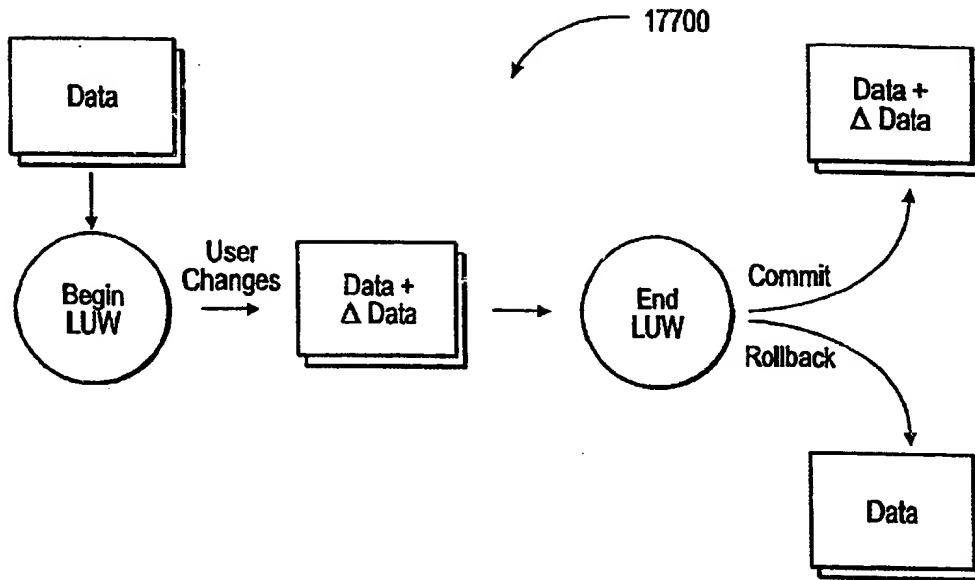 17700
Data
Data +
Δ Data
Begin
LUW
User
Changes
Data +
Δ Data
End
LUW
Commit
Rollback
Data